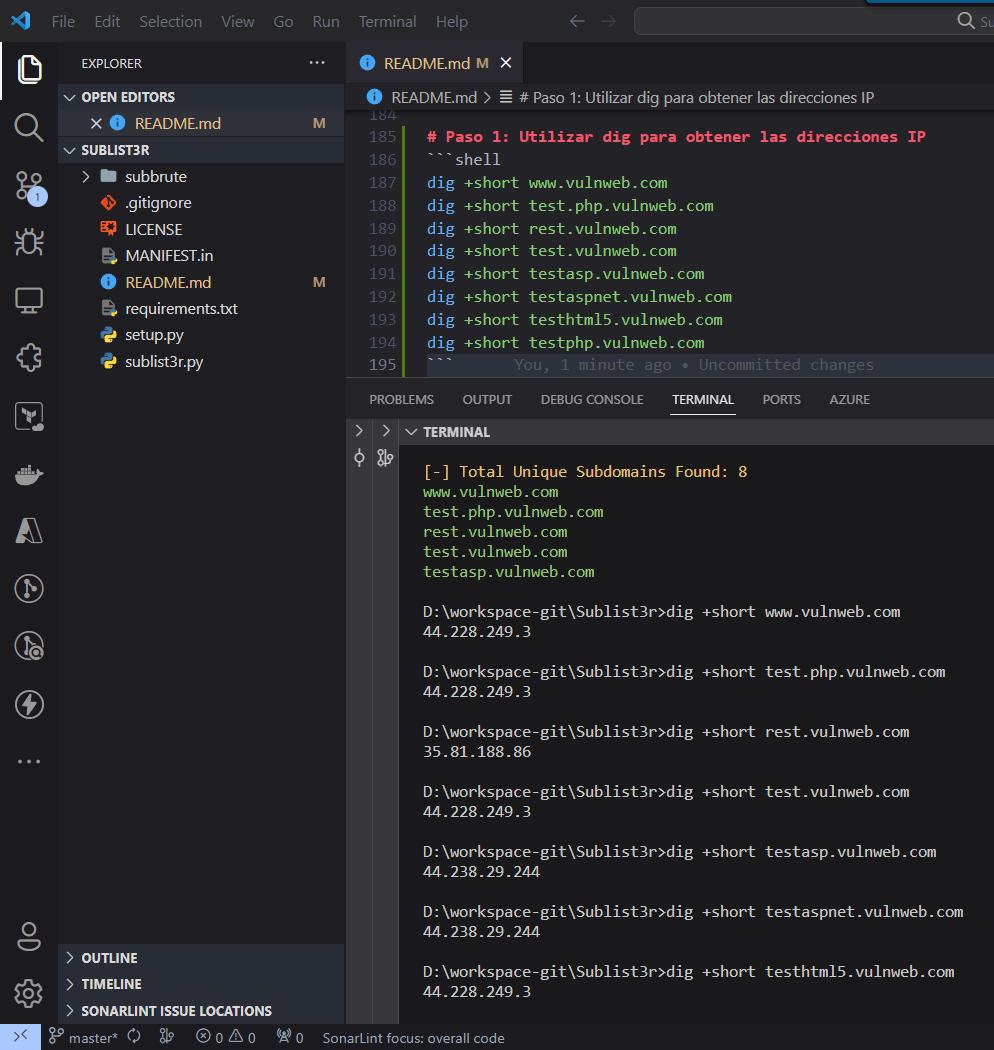 File Edit Selection View Go Run Terminal Help
EXPLORER
OPEN EDITORS
README.md M
SUBLIST3R
subbrute
.gitignore
LICENSE
MANIFEST.in
README.md M
requirements.txt
setup.py
sublist3r.py
1
OUTLINE
TIMELINE
SONARLINT ISSUE LOCATIONS
README.md M
README.md > # Paso 1: Utilizar dig para obtener las direcciones IP
184
185 # Paso 1: Utilizar dig para obtener las direcciones IP
186 ```shell
187 dig +short www.vulnweb.com
188 dig +short test.php.vulnweb.com
189 dig +short rest.vulnweb.com
190 dig +short test.vulnweb.com
191 dig +short testasp.vulnweb.com
192 dig +short testaspnet.vulnweb.com
193 dig +short testhtml5.vulnweb.com
194 dig +short testphp.vulnweb.com
195 ``` You, 1 minute ago • Uncommitted changes
PROBLEMS OUTPUT DEBUG CONSOLE TERMINAL PORTS AZURE
TERMINAL
[-] Total Unique Subdomains Found: 8
www.vulnweb.com
test.php.vulnweb.com
rest.vulnweb.com
test.vulnweb.com
testasp.vulnweb.com
D:\workspace-git\Sublist3r>dig +short www.vulnweb.com
44.228.249.3
D:\workspace-git\Sublist3r>dig +short test.php.vulnweb.com
44.228.249.3
D:\workspace-git\Sublist3r>dig +short rest.vulnweb.com
35.81.188.86
D:\workspace-git\Sublist3r>dig +short test.vulnweb.com
44.228.249.3
D:\workspace-git\Sublist3r>dig +short testasp.vulnweb.com
44.238.29.244
D:\workspace-git\Sublist3r>dig +short testaspnet.vulnweb.com
44.238.29.244
D:\workspace-git\Sublist3r>dig +short testhtml5.vulnweb.com
44.228.249.3
master* 0 0 0 SonarLint focus: overall code